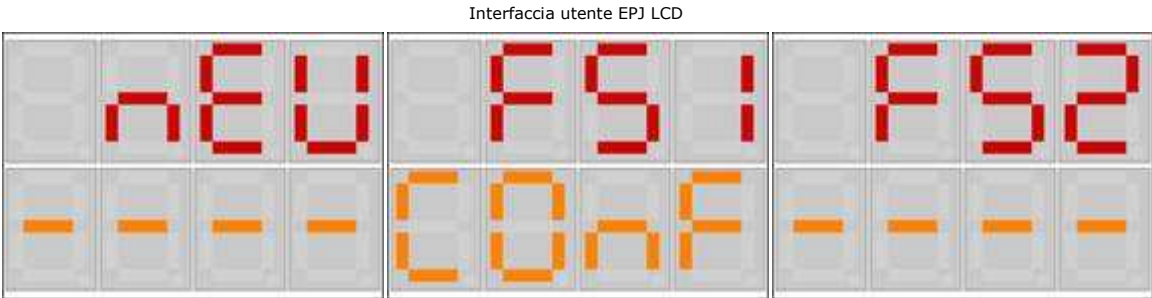 Interfaccia utente EPJ LCD
nEU FS1 FS2
---- COnF ----